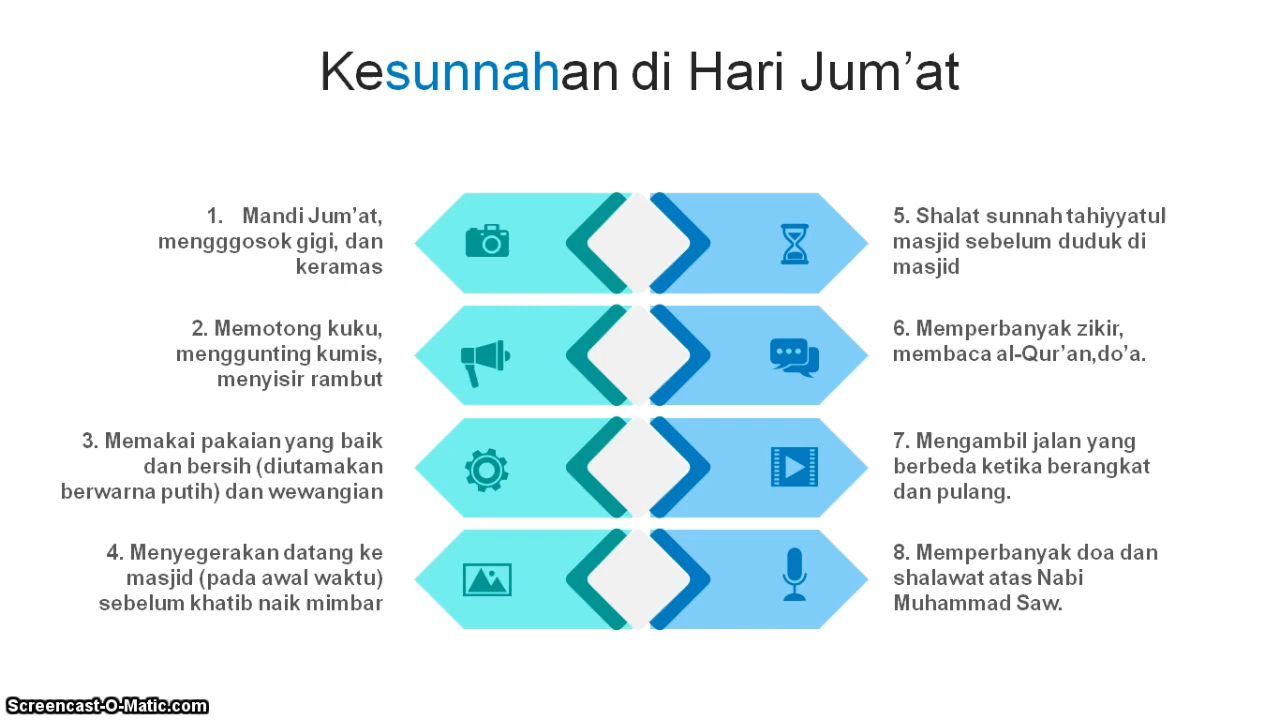 Kesunnahan di Hari Jum’at
1. Mandi Jum’at,
mengggosok gigi, dan
keramas
2. Memotong kuku,
menggunting kumis,
menyisir rambut
3. Memakai pakaian yang baik
dan bersih (diutamakan
berwarna putih) dan wewangian
4. Menyegerakan datang ke
masjid (pada awal waktu)
sebelum khatib naik mimbar
5. Shalat sunnah tahiyyatul
masjid sebelum duduk di
masjid
6. Memperbanyak zikir,
membaca al-Qur’an,do’a.
7. Mengambil jalan yang
berbeda ketika berangkat
dan pulang.
8. Memperbanyak doa dan
shalawat atas Nabi
Muhammad Saw.
Screencast-O-Matic.com